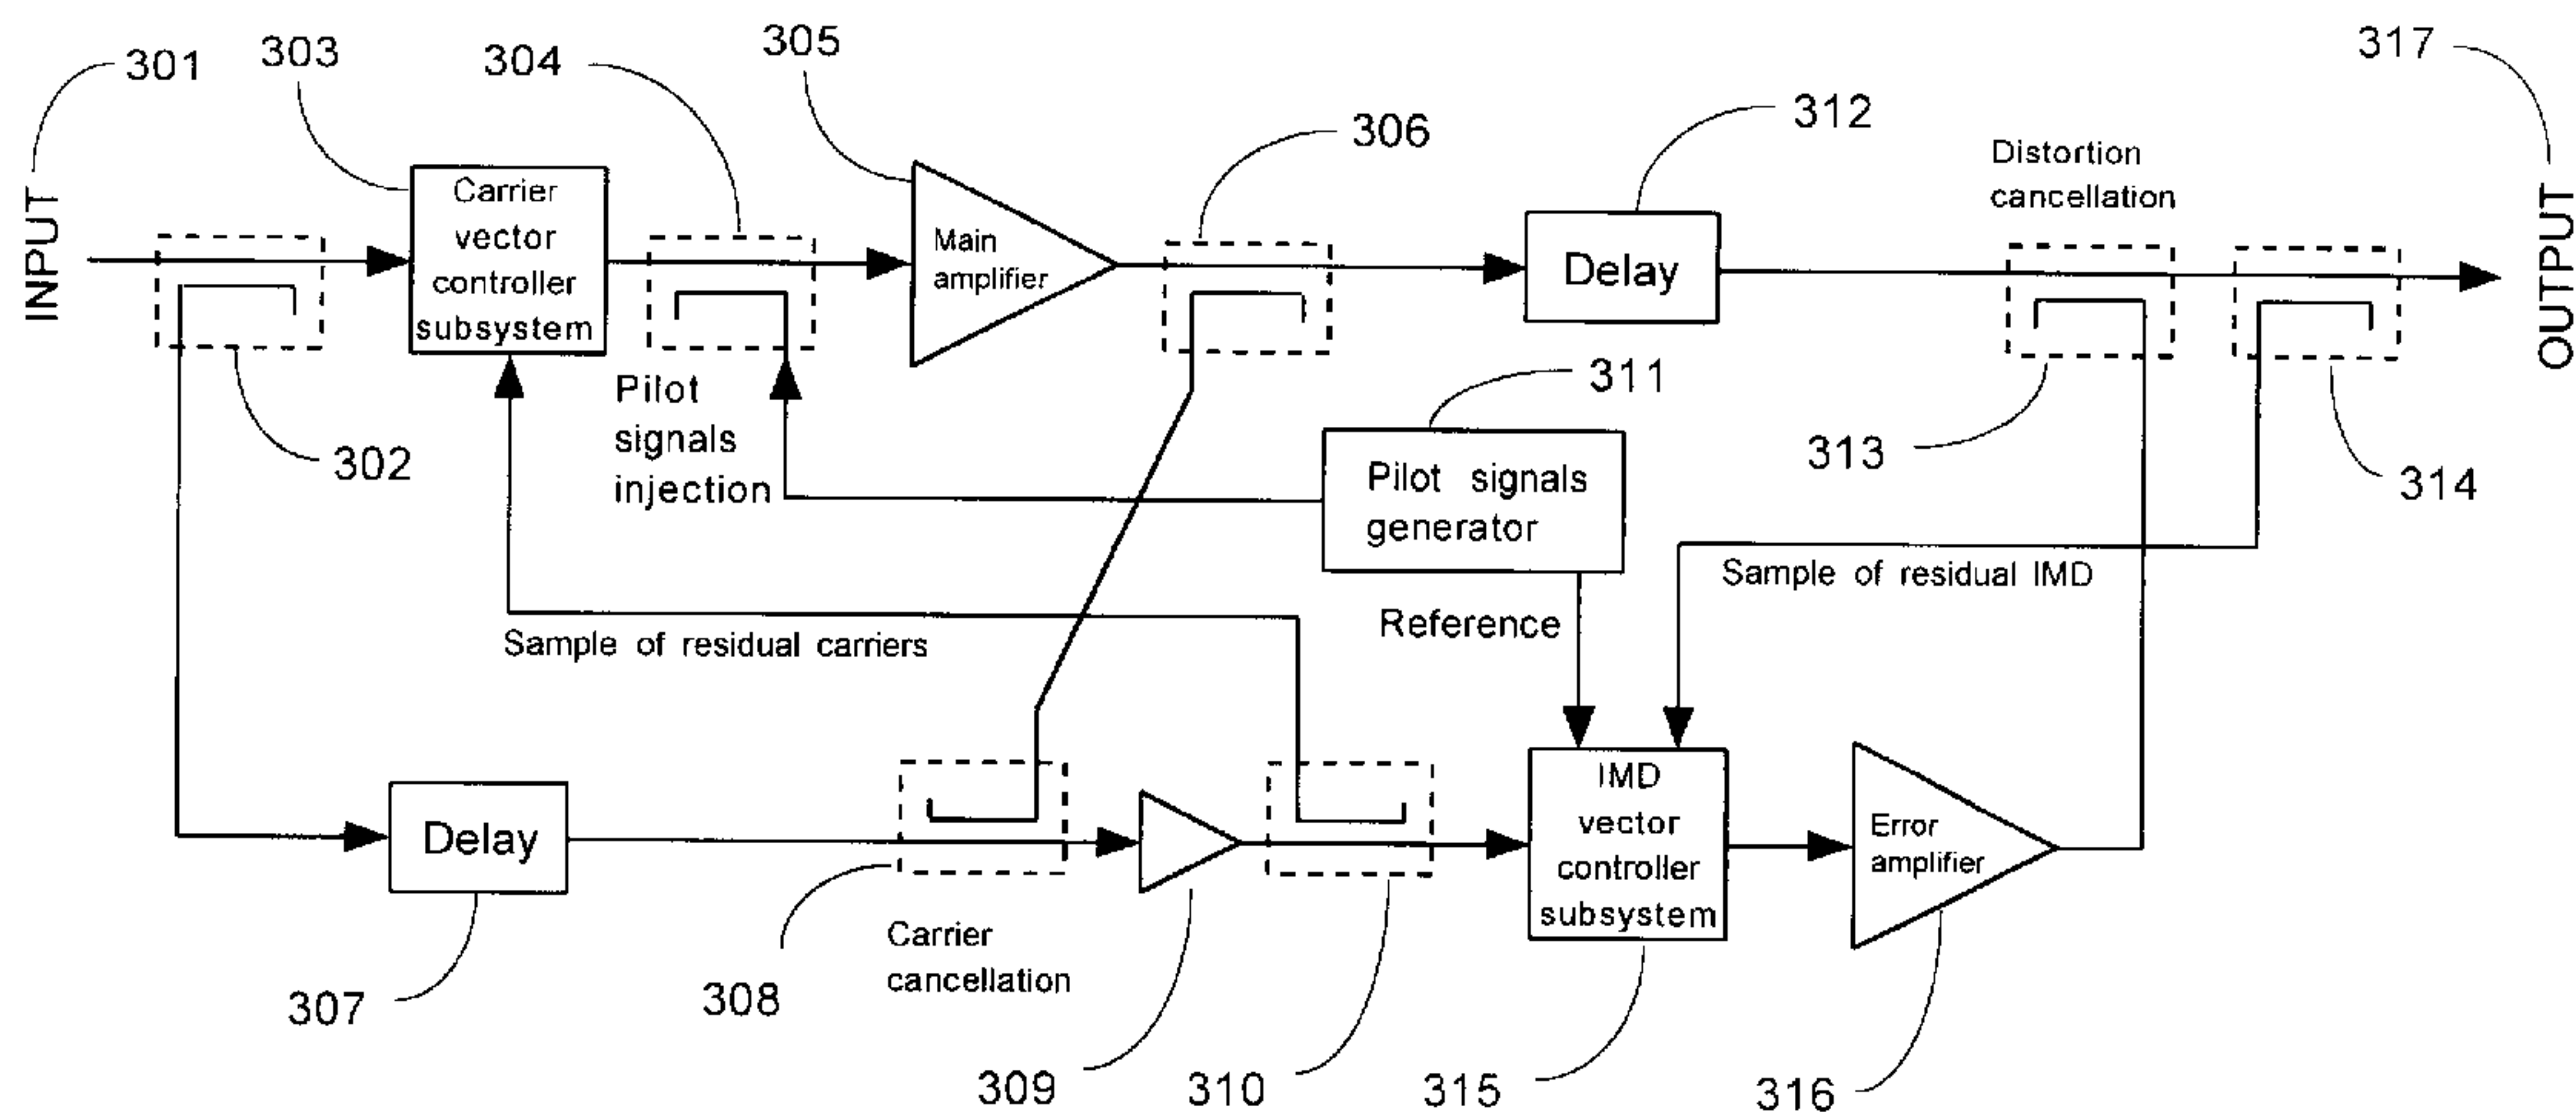 301
303
304
305
306
312
317
INPUT
Carrier
vector
controller
subsystem
Main
amplifier
Delay
Distortion
cancellation
OUTPUT
302
Pilot
signals
injection
311
Pilot signals
generator
313
314
Sample of residual carriers
Reference
Sample of residual IMD
Delay
307
308
Carrier
cancellation
309
310
IMD
vector
controller
subsystem
315
Error
amplifier
316